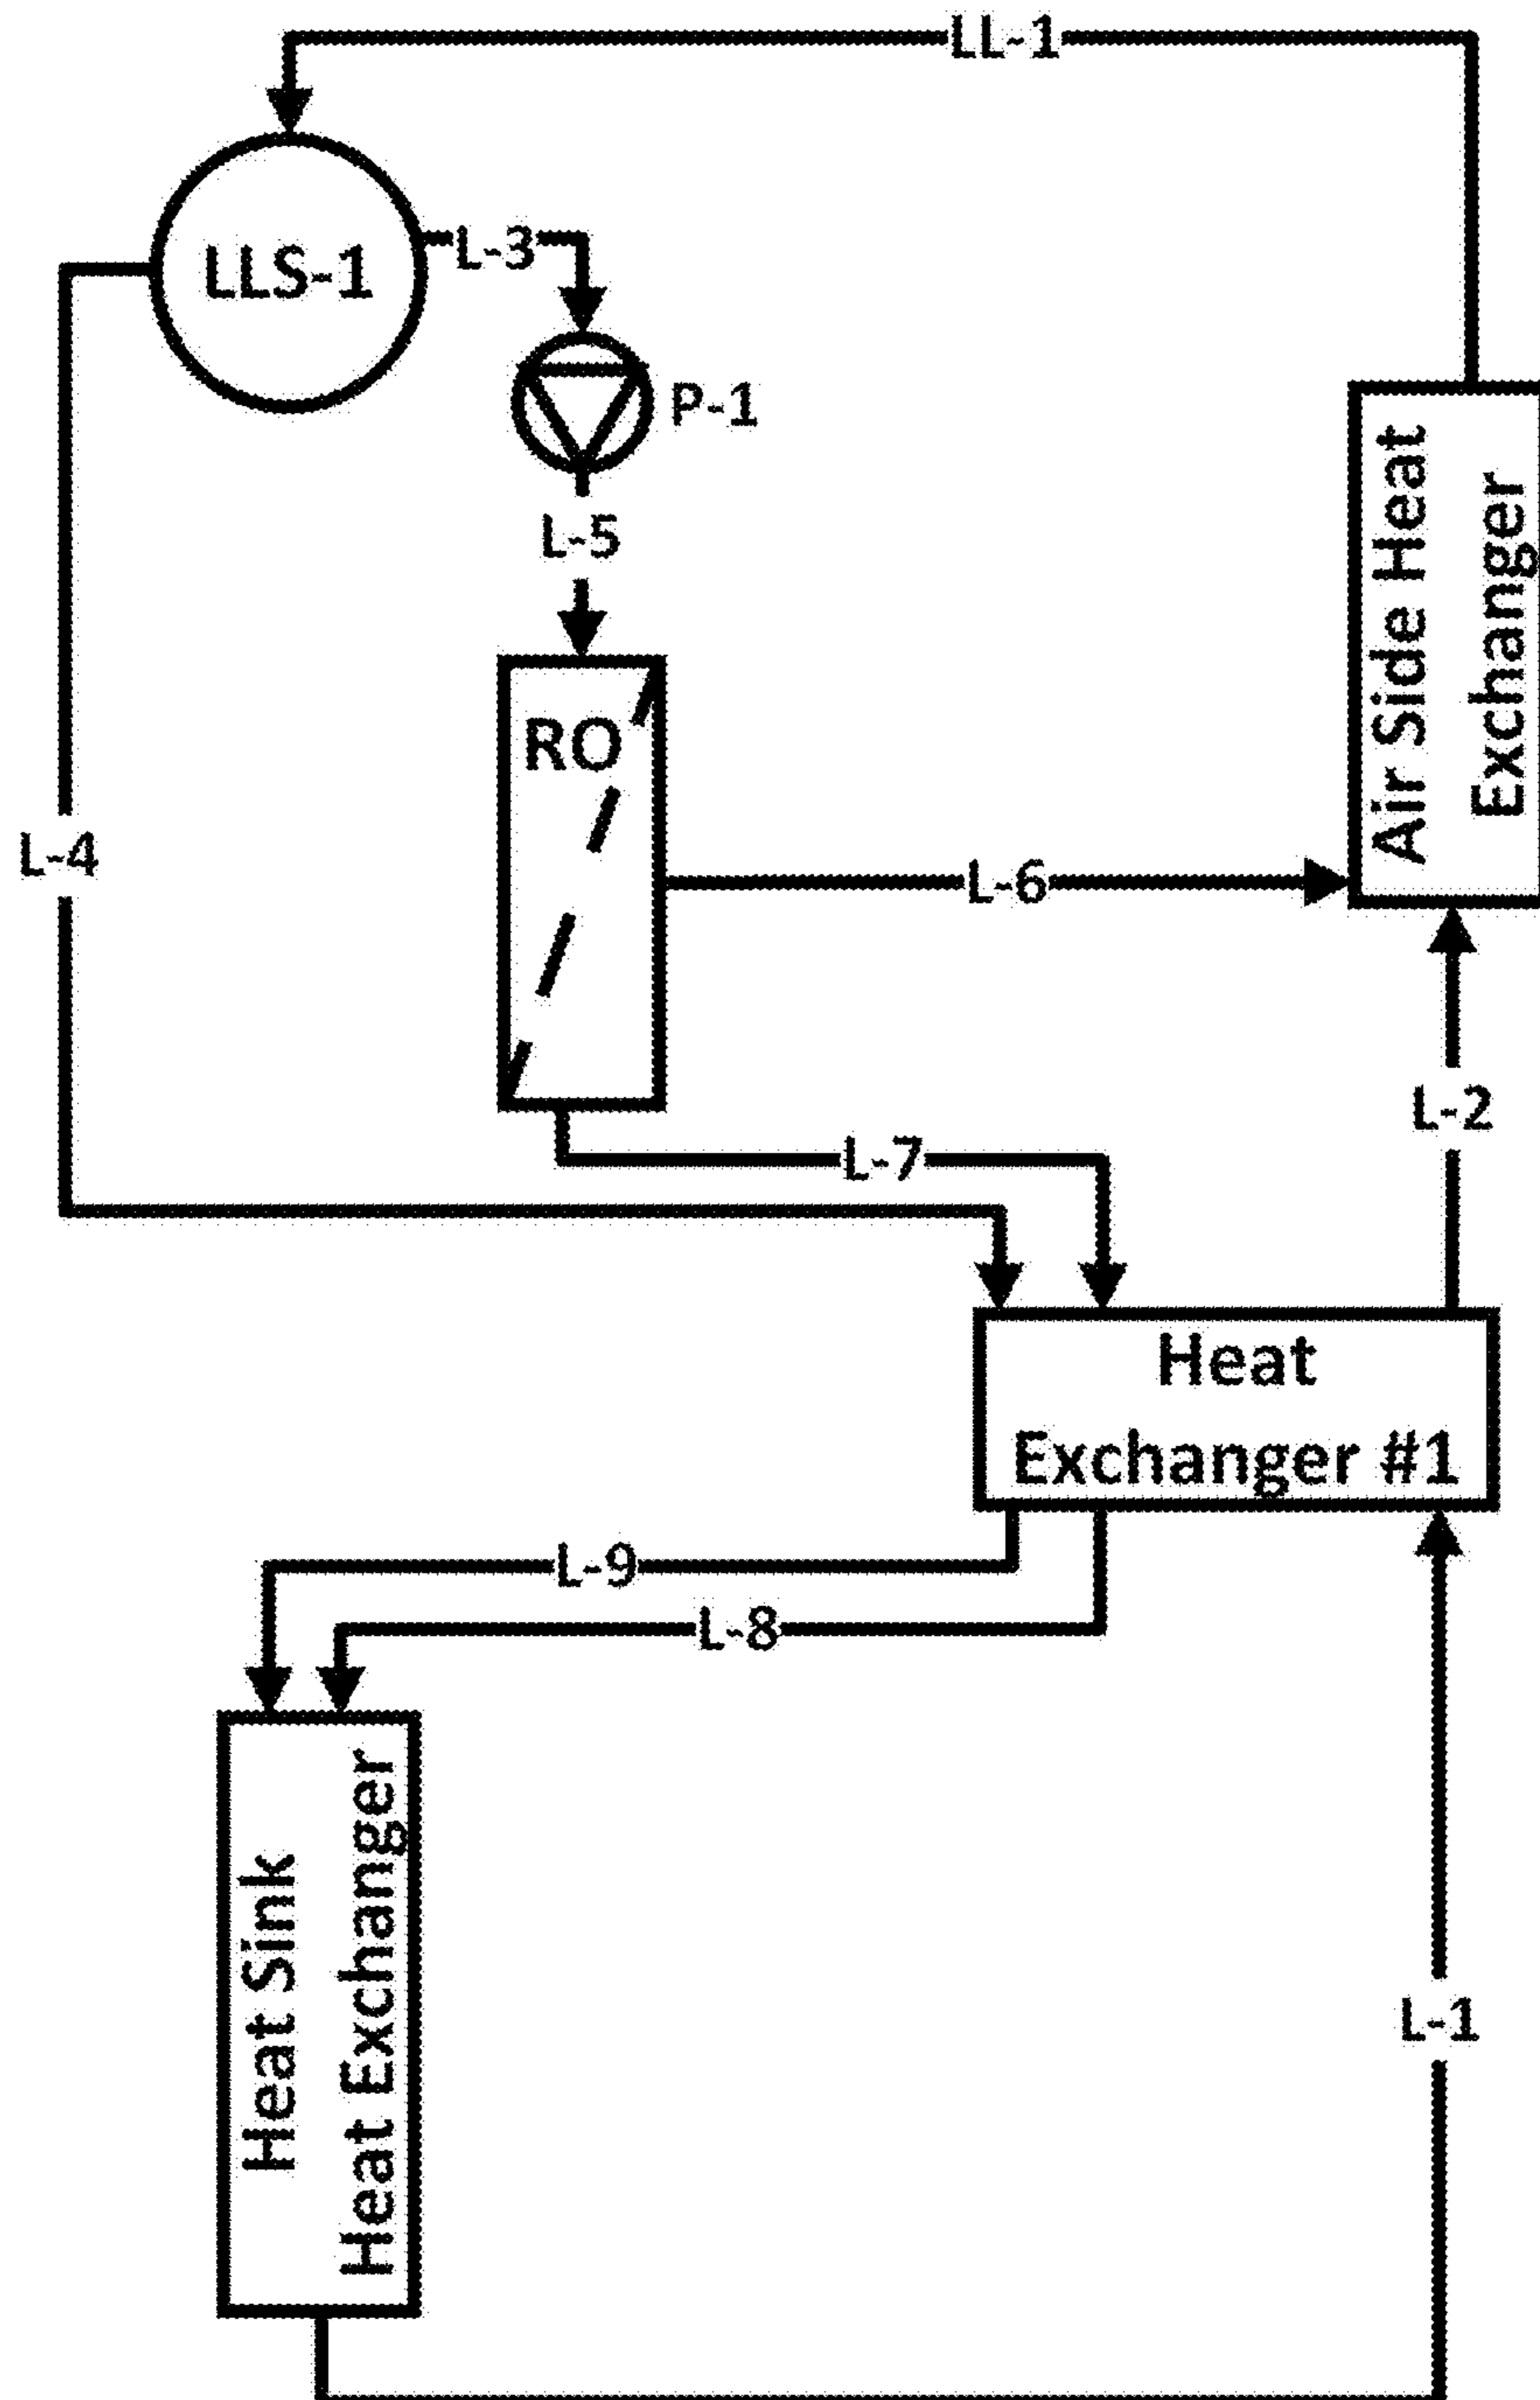 LL-1
LLS-1
L-3
P-1
L-5
Air Side Heat
Exchanger
RO
L-4
L-6
L-2
L-7
Heat
Exchanger #1
L-9
L-8
Heat Sink
Heat Exchanger
L-1